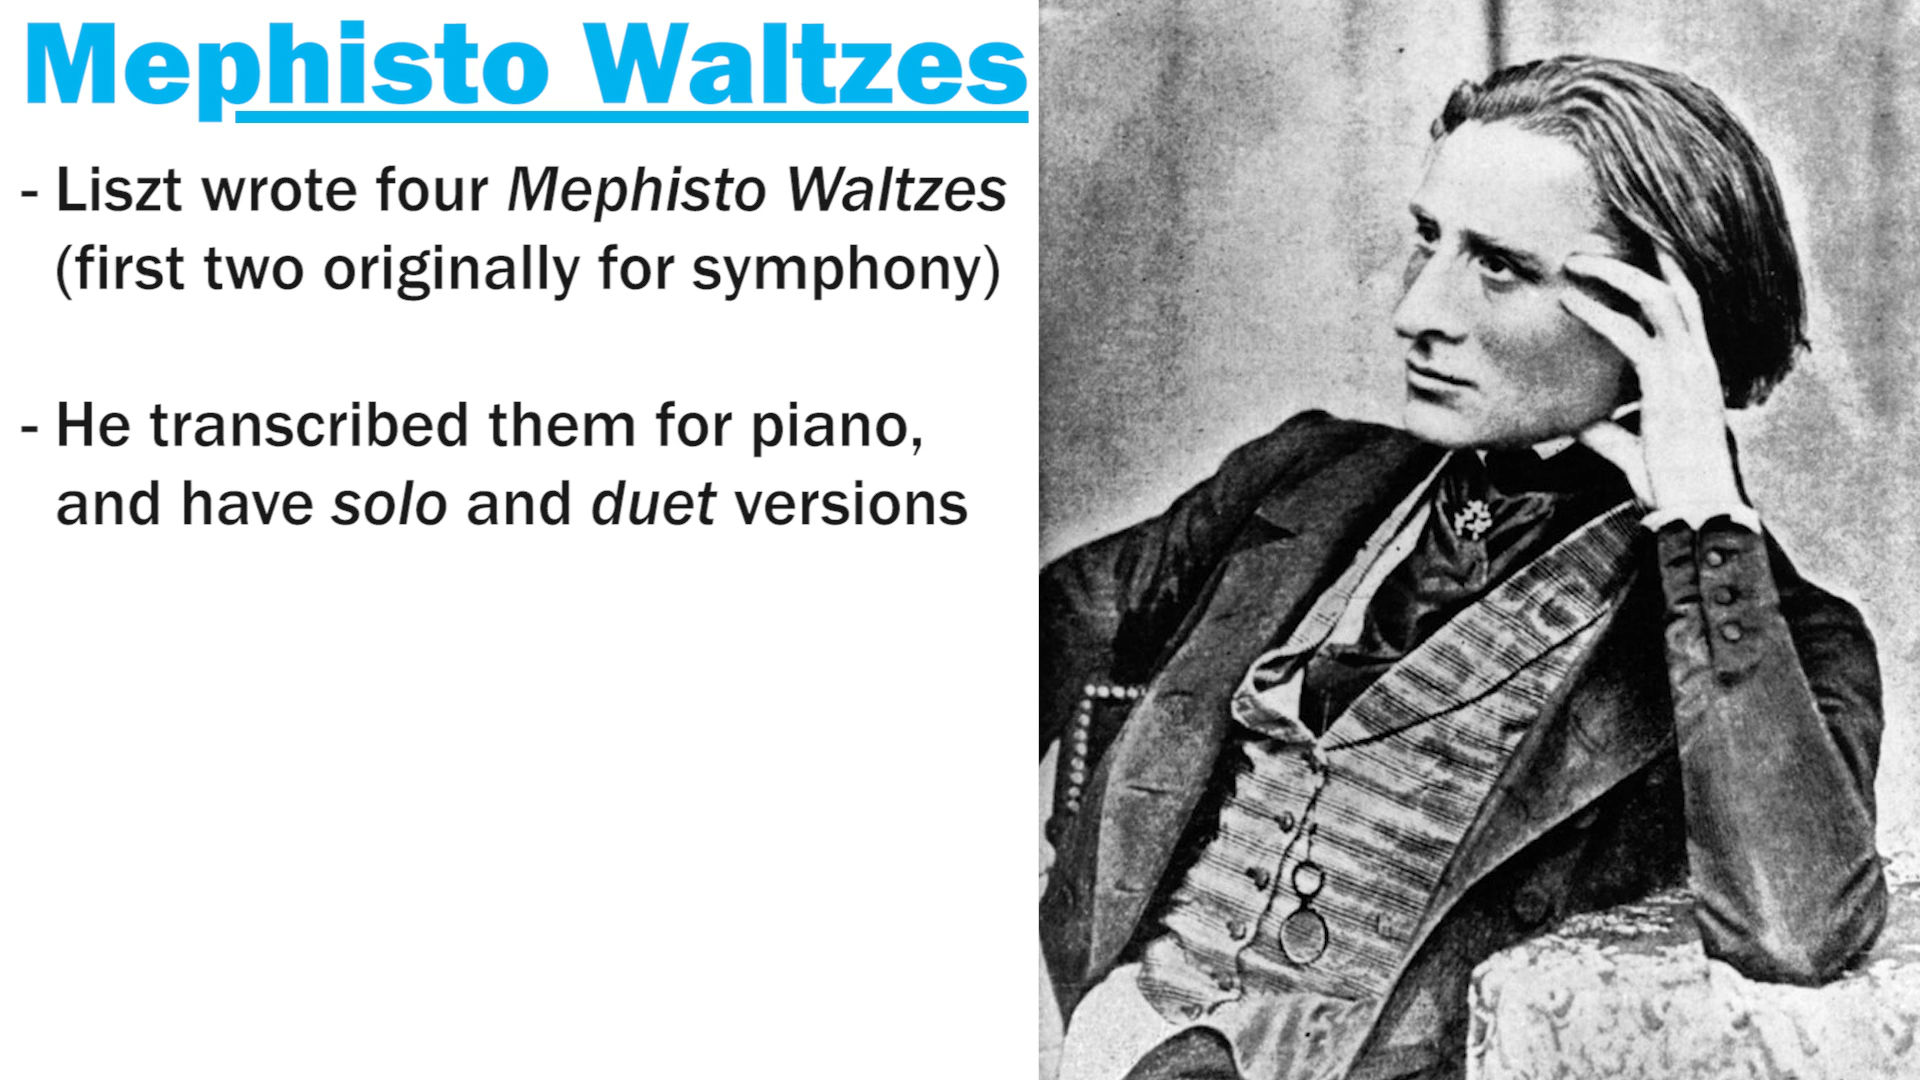 Mephisto Waltzes
- Liszt wrote four Mephisto Waltzes
(first two originally for symphony)
- He transcribed them for piano,
and have solo and duet versions